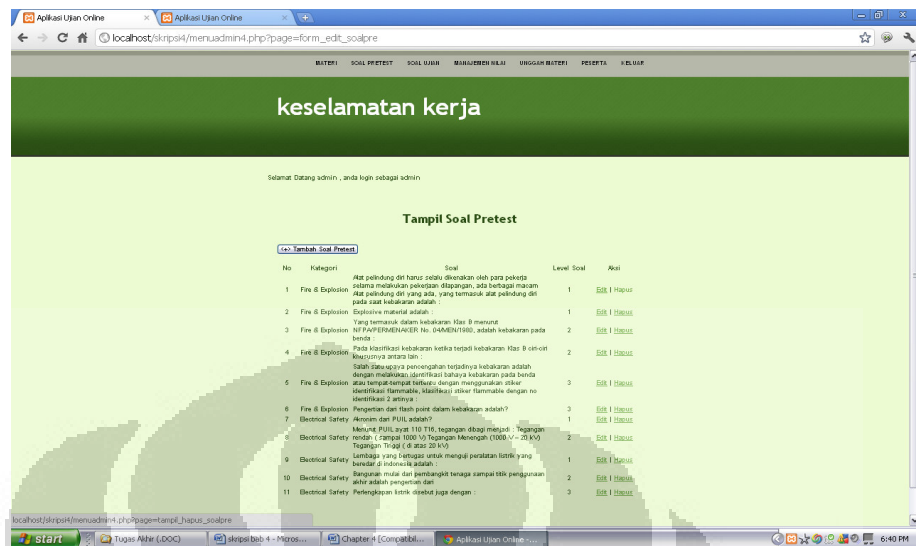 Aplikasi Ujian Online
Aplikasi Ujian Online
localhost/skripsi4/menuadmin4.php?page=form_edit_soalpre
MATERI SOAL PRETEST SOAL UJIAN MANAJEMEN NILAI UNGGAH MATERI PESERTA KELUAR
keselamatan kerja
Selamat Datang admin , anda login sebagai admin
Tampil Soal Pretest
(+) Tambah Soal Pretest
No Kategori Soal Level Soal Aksi
Alat pelindung diri harus selalu dikenakan oleh para pekerja
selama melakukan pekerjaan dilapangan, ada berbagai macam
1 Fire & Explosion Alat pelindung diri yang ada, yang termasuk alat pelindung diri 1 Edit | Hapus
pada saat kebakaran adalah :
2 Fire & Explosion Explosive material adalah : 1 Edit | Hapus
Yang termasuk dalam kebakaran Klas B menurut
3 Fire & Explosion NFPA/PERMENAKER No. 04/MEN/1980, adalah kebakaran pada 2 Edit | Hapus
benda :
4 Fire & Explosion Pada klasifikasi kebakaran ketika terjadi kebakaran Klas B ciri-ciri 2 Edit | Hapus
khususnya antara lain :
Salah satu upaya pencengahan terjadinya kebakaran adalah
dengan melakukan identifikasi bahaya kebakaran pada benda
5 Fire & Explosion atau tempat-tempat tertentu dengan menggunakan stiker 3 Edit | Hapus
identifikasi flammable, klasifikasi stiker flammable dengan no
identifikasi 2 artinya :
6 Fire & Explosion Pengertian dari flash point dalam kebakaran adalah? 3 Edit | Hapus
7 Electrical Safety Akronim dari PUIL adalah? 1 Edit | Hapus
Menurut PUIL ayat 110 T16, tegangan dibagi menjadi : Tegangan
8 Electrical Safety rendah ( sampai 1000 V) Tegangan Menengah (1000 V – 20 kV) 2 Edit | Hapus
Tegangan Tinggi ( di atas 20 kV)
9 Electrical Safety Lembaga yang bertugas untuk menguji peralatan listrik yang 1 Edit | Hapus
beredar di indonesia adalah :
10 Electrical Safety Bangunan mulai dari pembangkit tenaga sampai titik penggunaan 2 Edit | Hapus
akhir adalah pengertian dari
11 Electrical Safety Perlengkapan listrik disebut juga dengan : 3 Edit | Hapus
localhost/skripsi4/menuadmin4.php?page=tampil_hapus_soalpre
start Tugas Akhir (.DOC) skripsi bab 4 - Micros... Chapter 4 [Compatibil... Aplikasi Ujian Online -... 6:40 PM